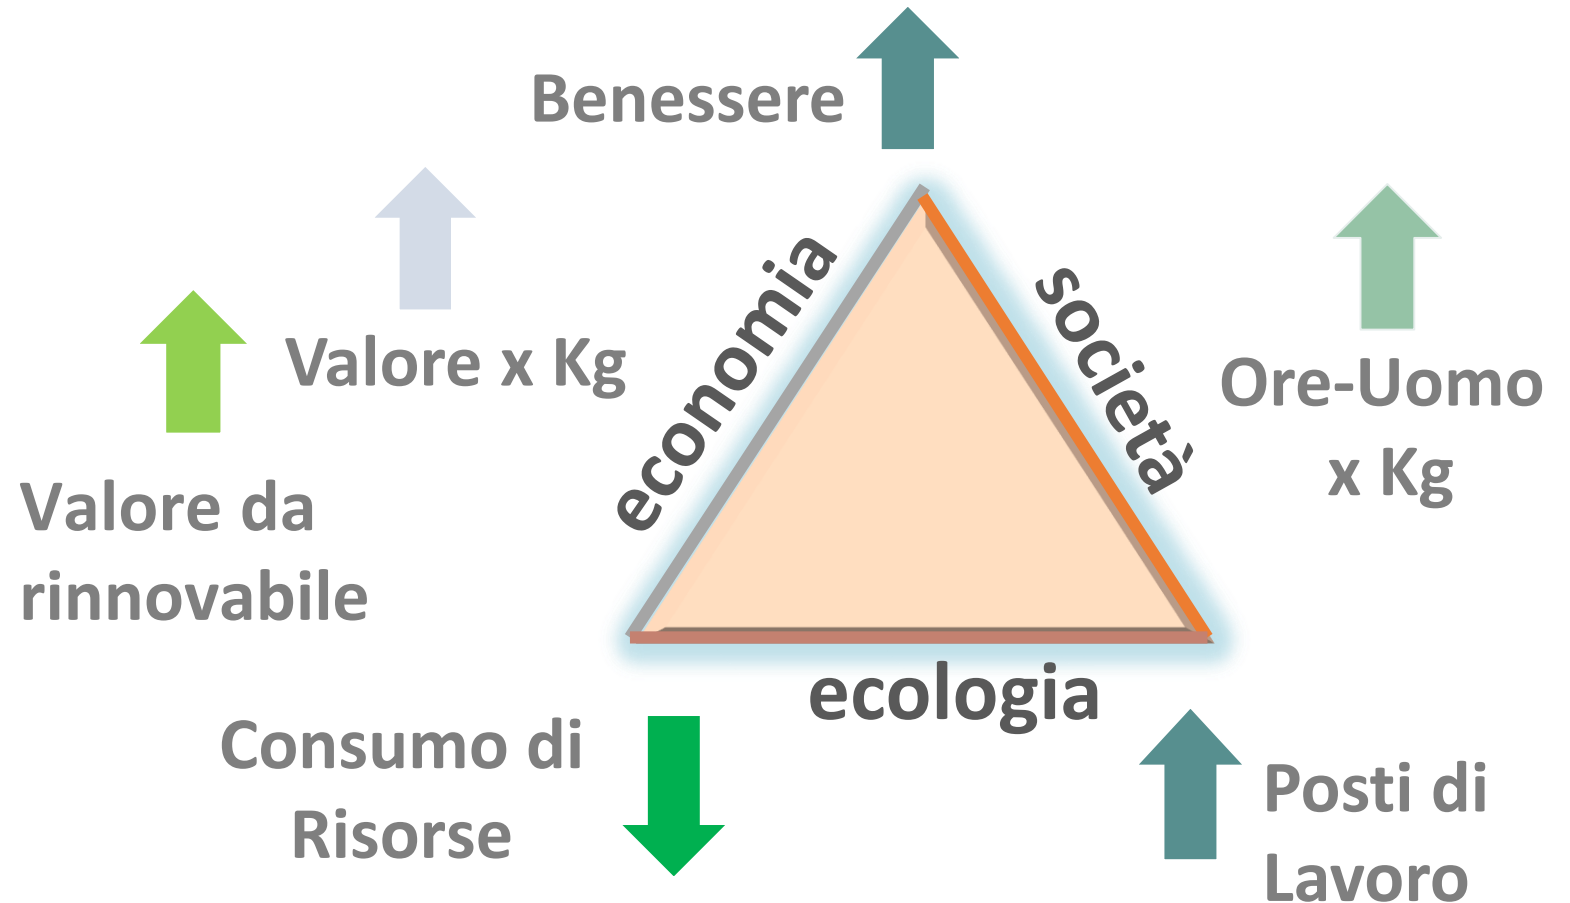 Benessere
economia
società
Valore x Kg
Ore-Uomo
x Kg
Valore da
rinnovabile
ecologia
Consumo di
Risorse
Posti di
Lavoro